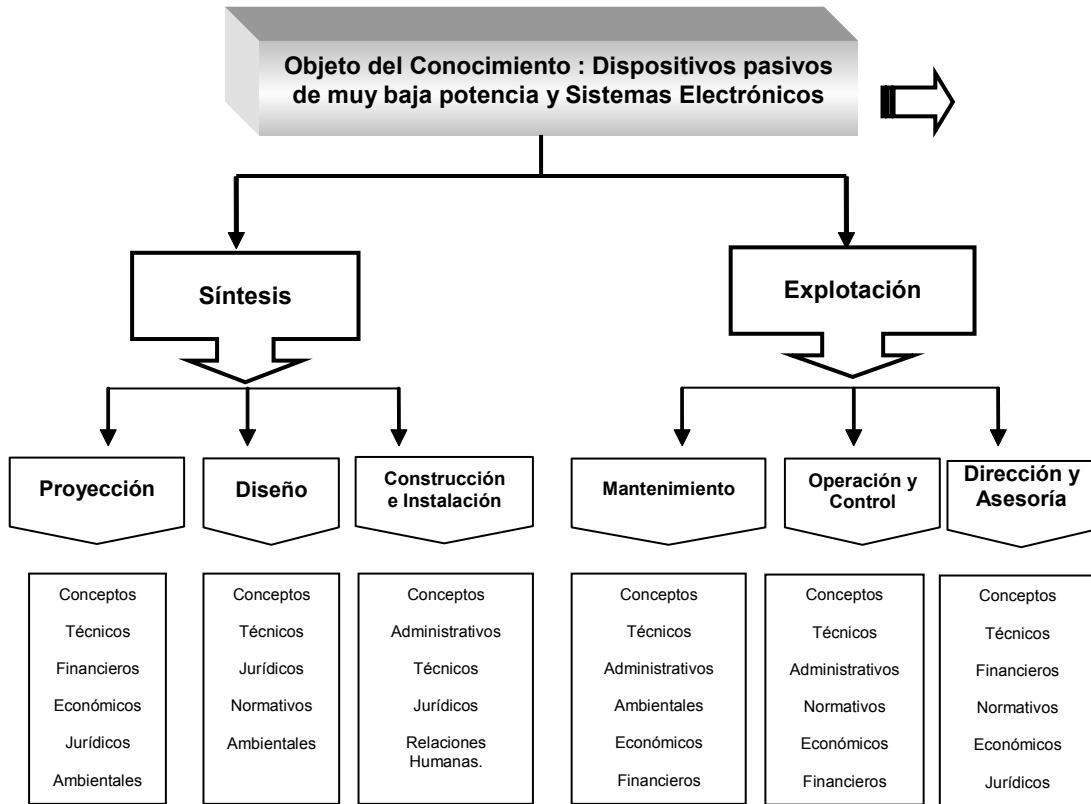 Objeto del Conocimiento : Dispositivos pasivos
de muy baja potencia y Sistemas Electrónicos
Síntesis
Explotación
Proyección
Diseño
Construcción
e Instalación
Mantenimiento
Operación y
Control
Dirección y
Asesoría
Conceptos
Técnicos
Financieros
Económicos
Jurídicos
Ambientales
Conceptos
Técnicos
Jurídicos
Normativos
Ambientales
Conceptos
Administrativos
Técnicos
Jurídicos
Relaciones
Humanas.
Conceptos
Técnicos
Administrativos
Ambientales
Económicos
Financieros
Conceptos
Técnicos
Administrativos
Normativos
Económicos
Financieros
Conceptos
Técnicos
Financieros
Normativos
Económicos
Jurídicos